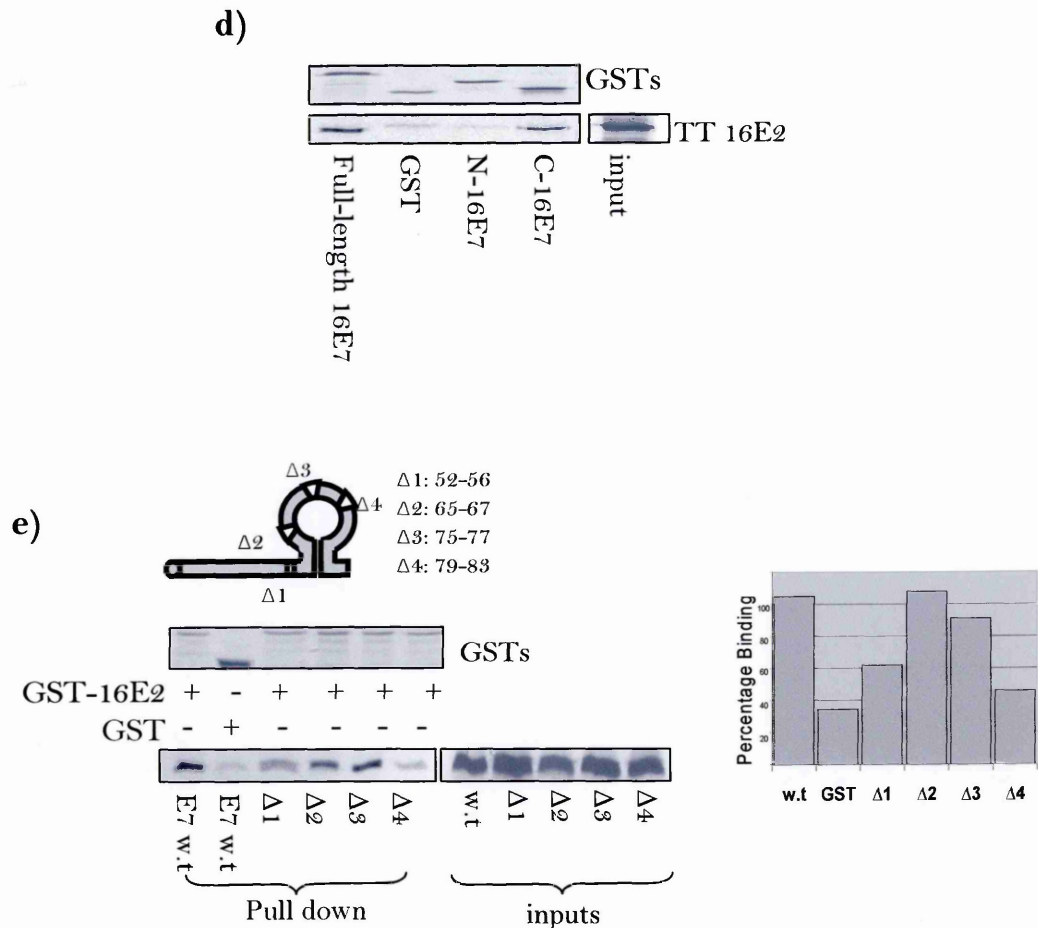 d)
GSTs
TT 16E2
Full-length 16E7
GST
N-16E7
C-16E7
input
e)
Δ3
Δ4
Δ2
Δ1
Δ1: 52-56
Δ2: 65-67
Δ3: 75-77
Δ4: 79-83
GSTs
GST-16E2 + - + + + +
GST - + - - - -
E7 w.t
E7 w.t
Δ1
Δ2
Δ3
Δ4
w.t
Δ1
Δ2
Δ3
Δ4
Pull down
inputs
Percentage Binding
100
80
60
40
20
w.t GST Δ1 Δ2 Δ3 Δ4